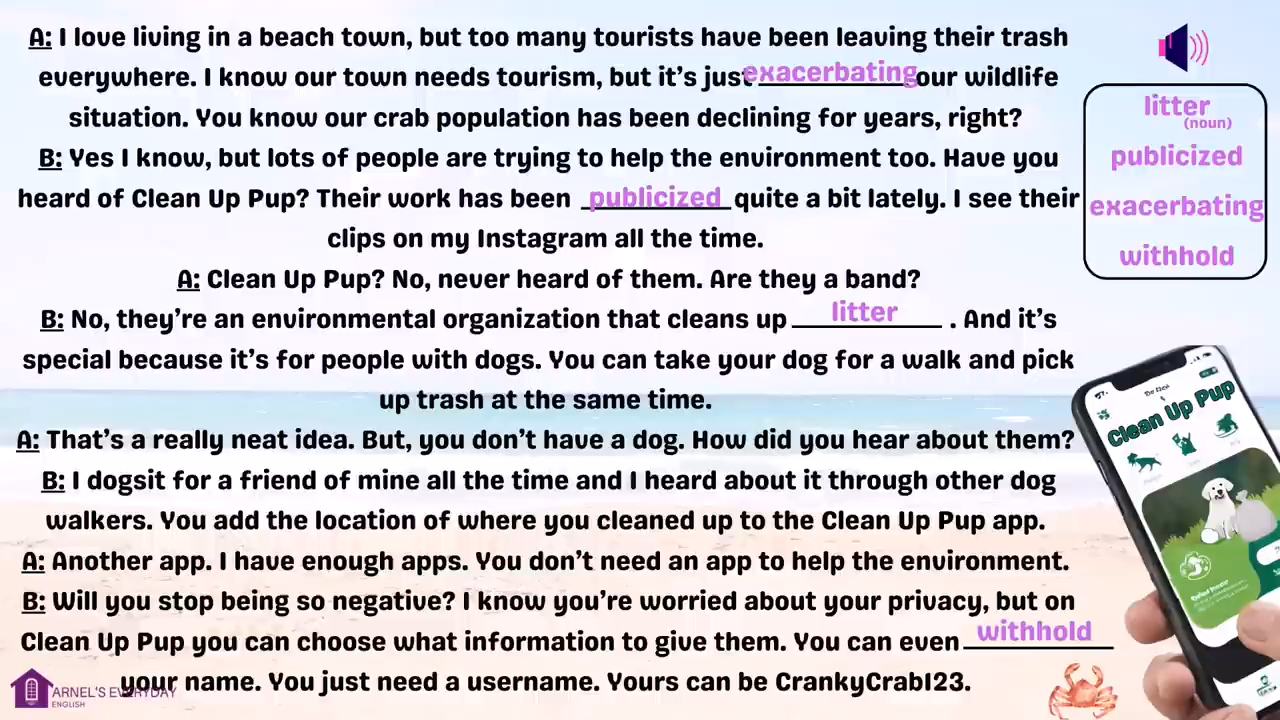 A: I love living in a beach town, but too many tourists have been leaving their trash
everywhere. I know our town needs tourism, but it's just exacerbating our wildlife
situation. You know our crab population has been declining for years, right?
B: Yes I know, but lots of people are trying to help the environment too. Have you
heard of Clean Up Pup? Their work has been publicized quite a bit lately. I see their
clips on my Instagram all the time.
A: Clean Up Pup? No, never heard of them. Are they a band?
B: No, they're an environmental organization that cleans up litter . And it's
special because it's for people with dogs. You can take your dog for a walk and pick
up trash at the same time.
A: That's a really neat idea. But, you don't have a dog. How did you hear about them?
B: I dogsit for a friend of mine all the time and I heard about it through other dog
walkers. You add the location of where you cleaned up to the Clean Up Pup app.
A: Another app. I have enough apps. You don't need an app to help the environment.
B: Will you stop being so negative? I know you're worried about your privacy, but on
Clean Up Pup you can choose what information to give them. You can even withhold
your name. You just need a username. Yours can be CrankyCrab123.
litter
(noun)
publicized
exacerbating
withhold
Clean Up Pup
ARNEL'S EVERYDAY
ENGLISH